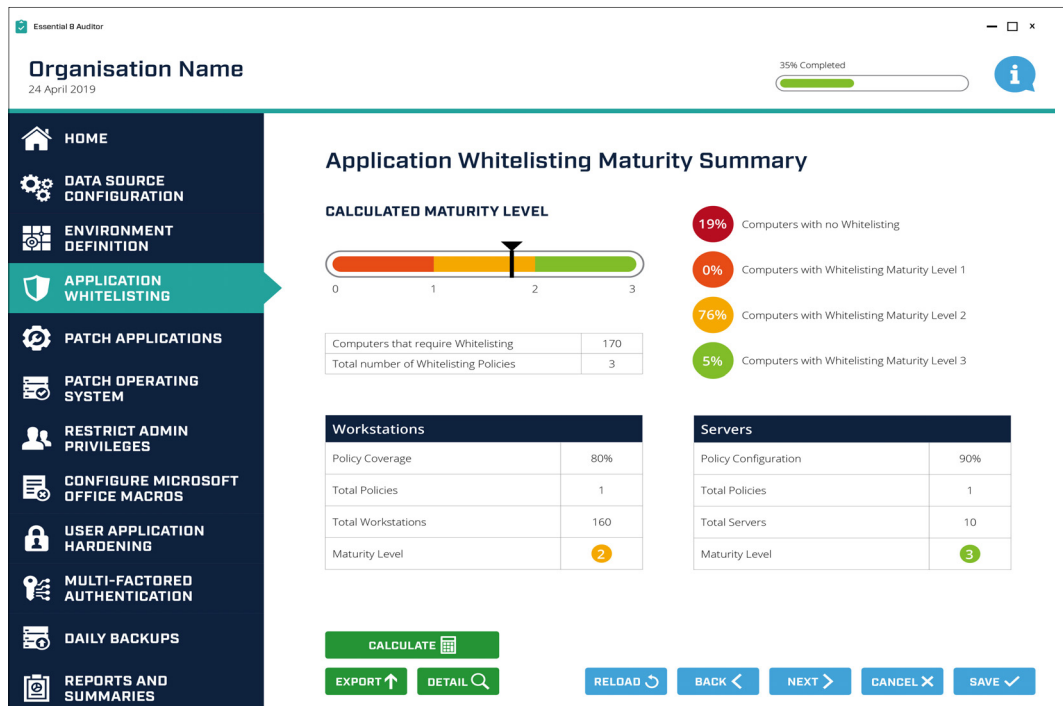 Essential 8 Auditor
Organisation Name
24 April 2019
35% Completed
HOME
DATA SOURCE
CONFIGURATION
ENVIRONMENT
DEFINITION
APPLICATION
WHITELISTING
PATCH APPLICATIONS
PATCH OPERATING
SYSTEM
RESTRICT ADMIN
PRIVILEGES
CONFIGURE MICROSOFT
OFFICE MACROS
USER APPLICATION
HARDENING
MULTI-FACTORED
AUTHENTICATION
DAILY BACKUPS
REPORTS AND
SUMMARIES
Application Whitelisting Maturity Summary
CALCULATED MATURITY LEVEL
0 1 2 3
Computers that require Whitelisting 170
Total number of Whitelisting Policies 3
19% Computers with no Whitelisting
0% Computers with Whitelisting Maturity Level 1
76% Computers with Whitelisting Maturity Level 2
5% Computers with Whitelisting Maturity Level 3
Workstations
Policy Coverage 80%
Total Policies 1
Total Workstations 160
Maturity Level 2
Servers
Policy Configuration 90%
Total Policies 1
Total Servers 10
Maturity Level 3
CALCULATE
EXPORT DETAIL RELOAD BACK NEXT CANCEL SAVE